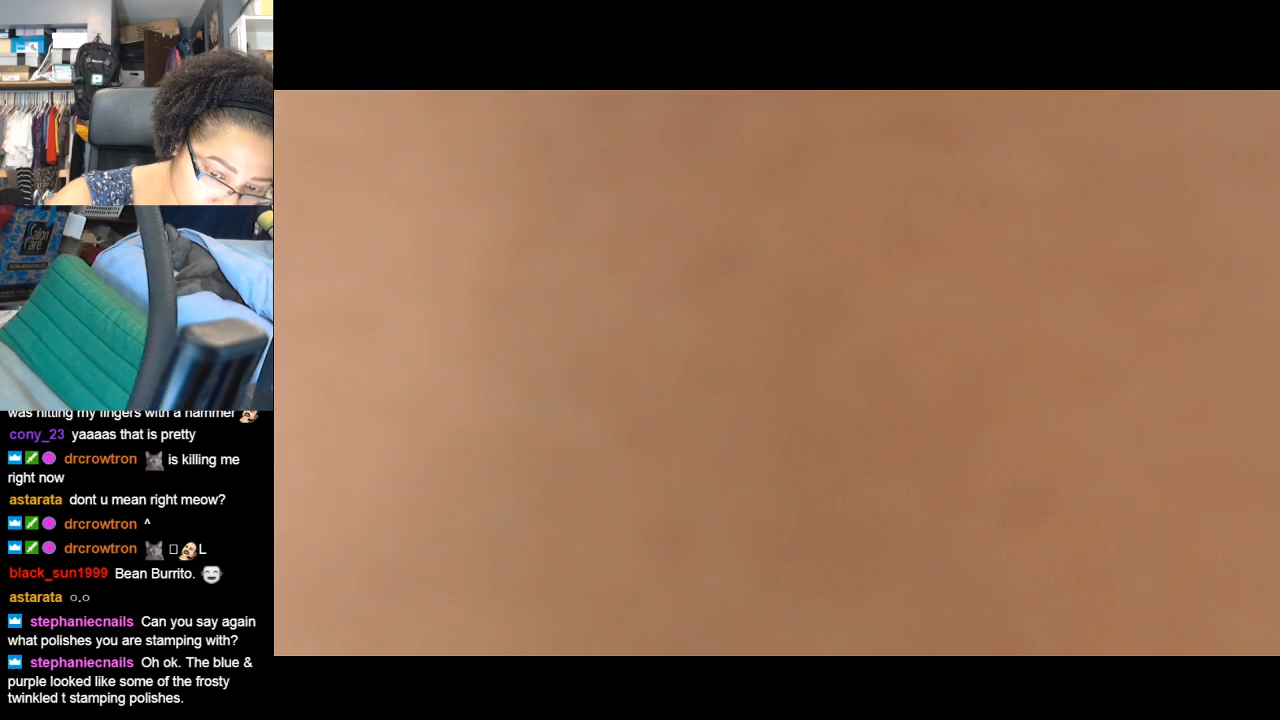 Salon
Care
was hitting my fingers with a hammer
cony_23 yaaaas that is pretty
drcrowtron is killing me
right now
astarata dont u mean right meow?
drcrowtron ^
drcrowtron L
black_sun1999 Bean Burrito.
astarata o.o
stephaniecnails Can you say again
what polishes you are stamping with?
stephaniecnails Oh ok. The blue &
purple looked like some of the frosty
twinkled t stamping polishes.